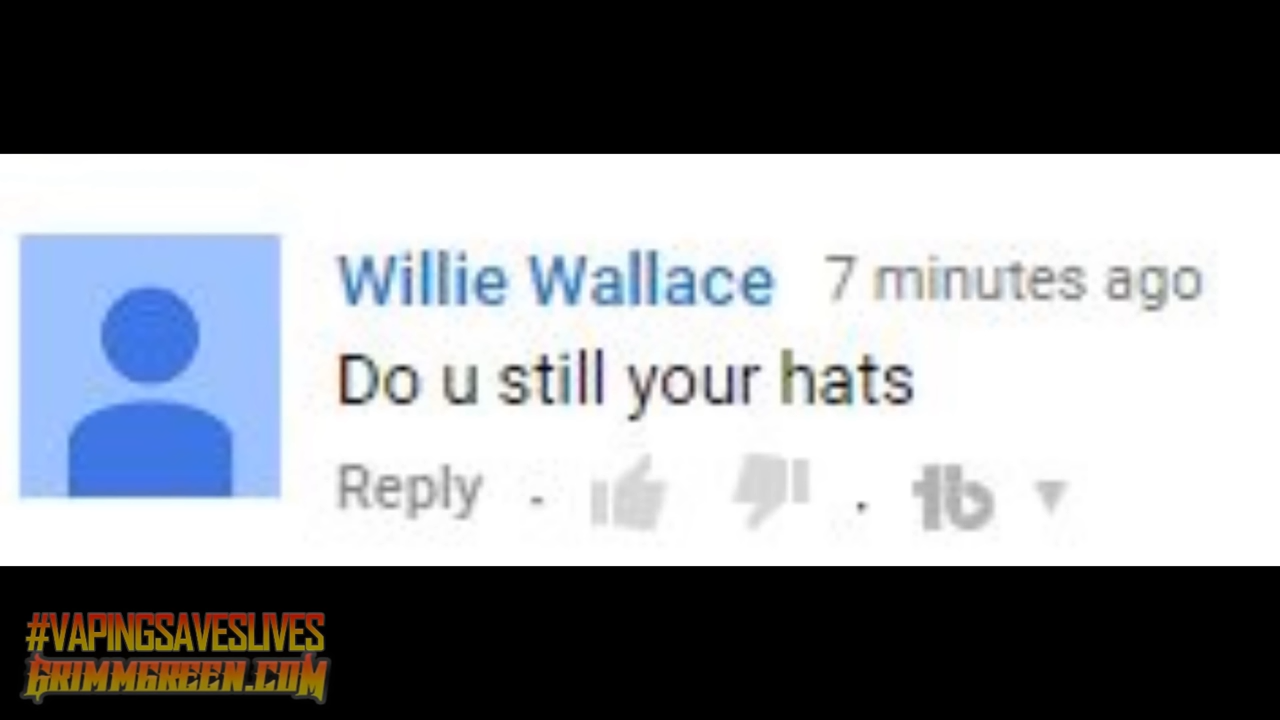 Willie Wallace 7 minutes ago
Do u still your hats
Reply
#VAPINGSAVESLIVES
GRIMMGREEN.COM